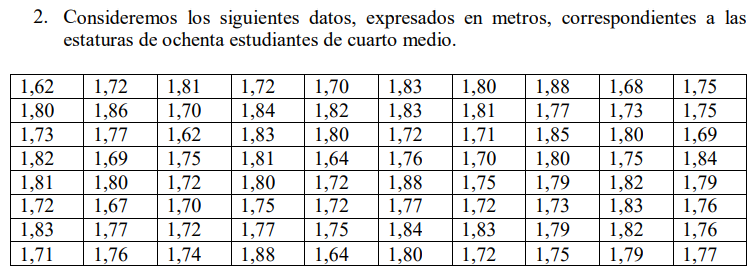 2. Consideremos los siguientes datos, expresados en metros, correspondientes a las
estaturas de ochenta estudiantes de cuarto medio.
1,62 1,72 1,81 1,72 1,70 1,83 1,80 1,88 1,68 1,75
1,80 1,86 1,70 1,84 1,82 1,83 1,81 1,77 1,73 1,75
1,73 1,77 1,62 1,83 1,80 1,72 1,71 1,85 1,80 1,69
1,82 1,69 1,75 1,81 1,64 1,76 1,70 1,80 1,75 1,84
1,81 1,80 1,72 1,80 1,72 1,88 1,75 1,79 1,82 1,79
1,72 1,67 1,70 1,75 1,72 1,77 1,72 1,73 1,83 1,76
1,83 1,77 1,72 1,77 1,75 1,84 1,83 1,79 1,82 1,76
1,71 1,76 1,74 1,88 1,64 1,80 1,72 1,75 1,79 1,77